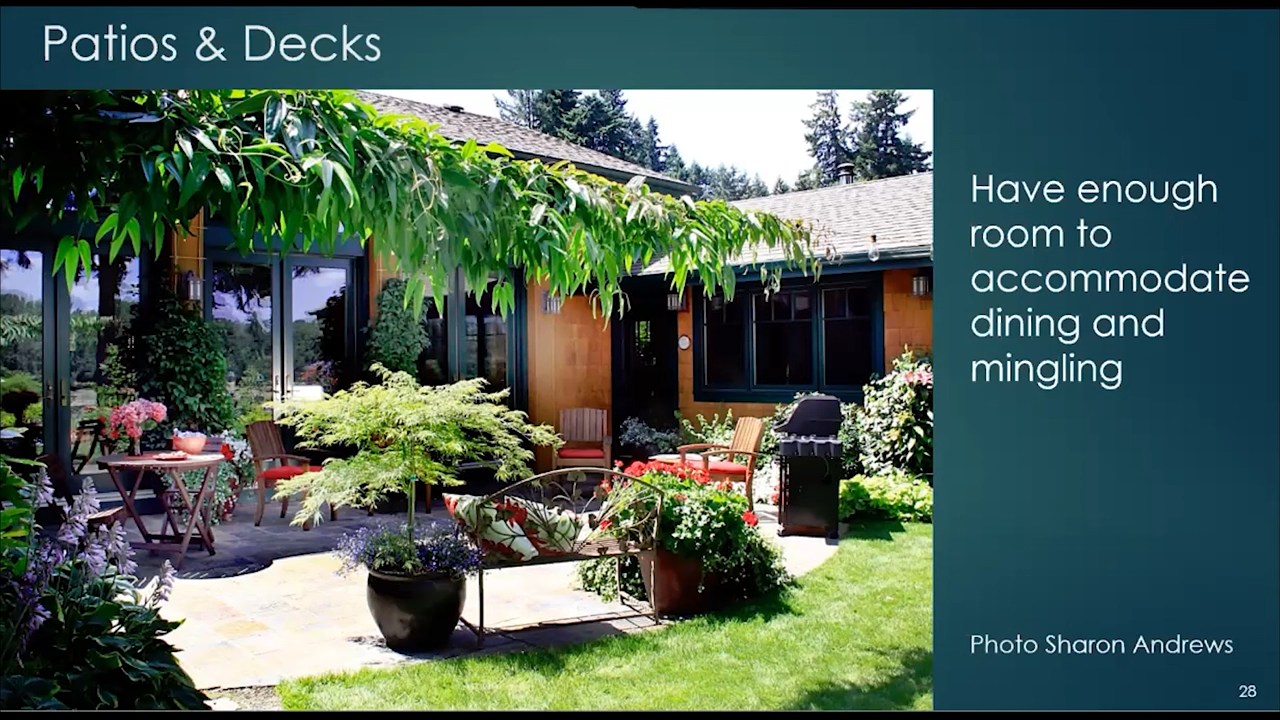 Patios & Decks
Have enough
room to
accommodate
dining and
mingling
Photo Sharon Andrews
28